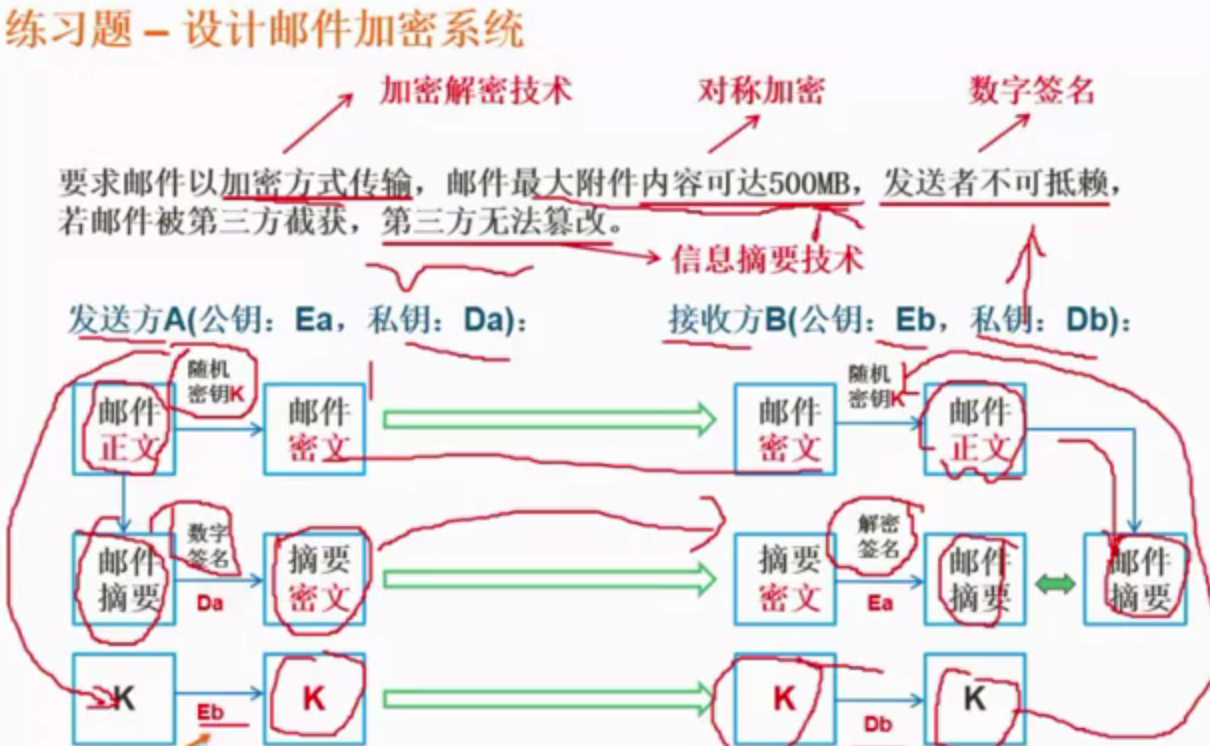 练习题 – 设计邮件加密系统
加密解密技术 对称加密 数字签名
要求邮件以加密方式传输，邮件最大附件内容可达500MB，发送者不可抵赖，
若邮件被第三方截获，第三方无法篡改。
信息摘要技术
发送方A(公钥：Ea，私钥：Da)： 接收方B(公钥：Eb，私钥：Db)：
随机
密钥K
邮件
正文
邮件
密文
邮件
密文
随机
密钥K
邮件
正文
邮件
摘要
数字
签名
Da
摘要
密文
摘要
密文
解密
签名
Ea
邮件
摘要
邮件
摘要
K
Eb
K
K
Db
K